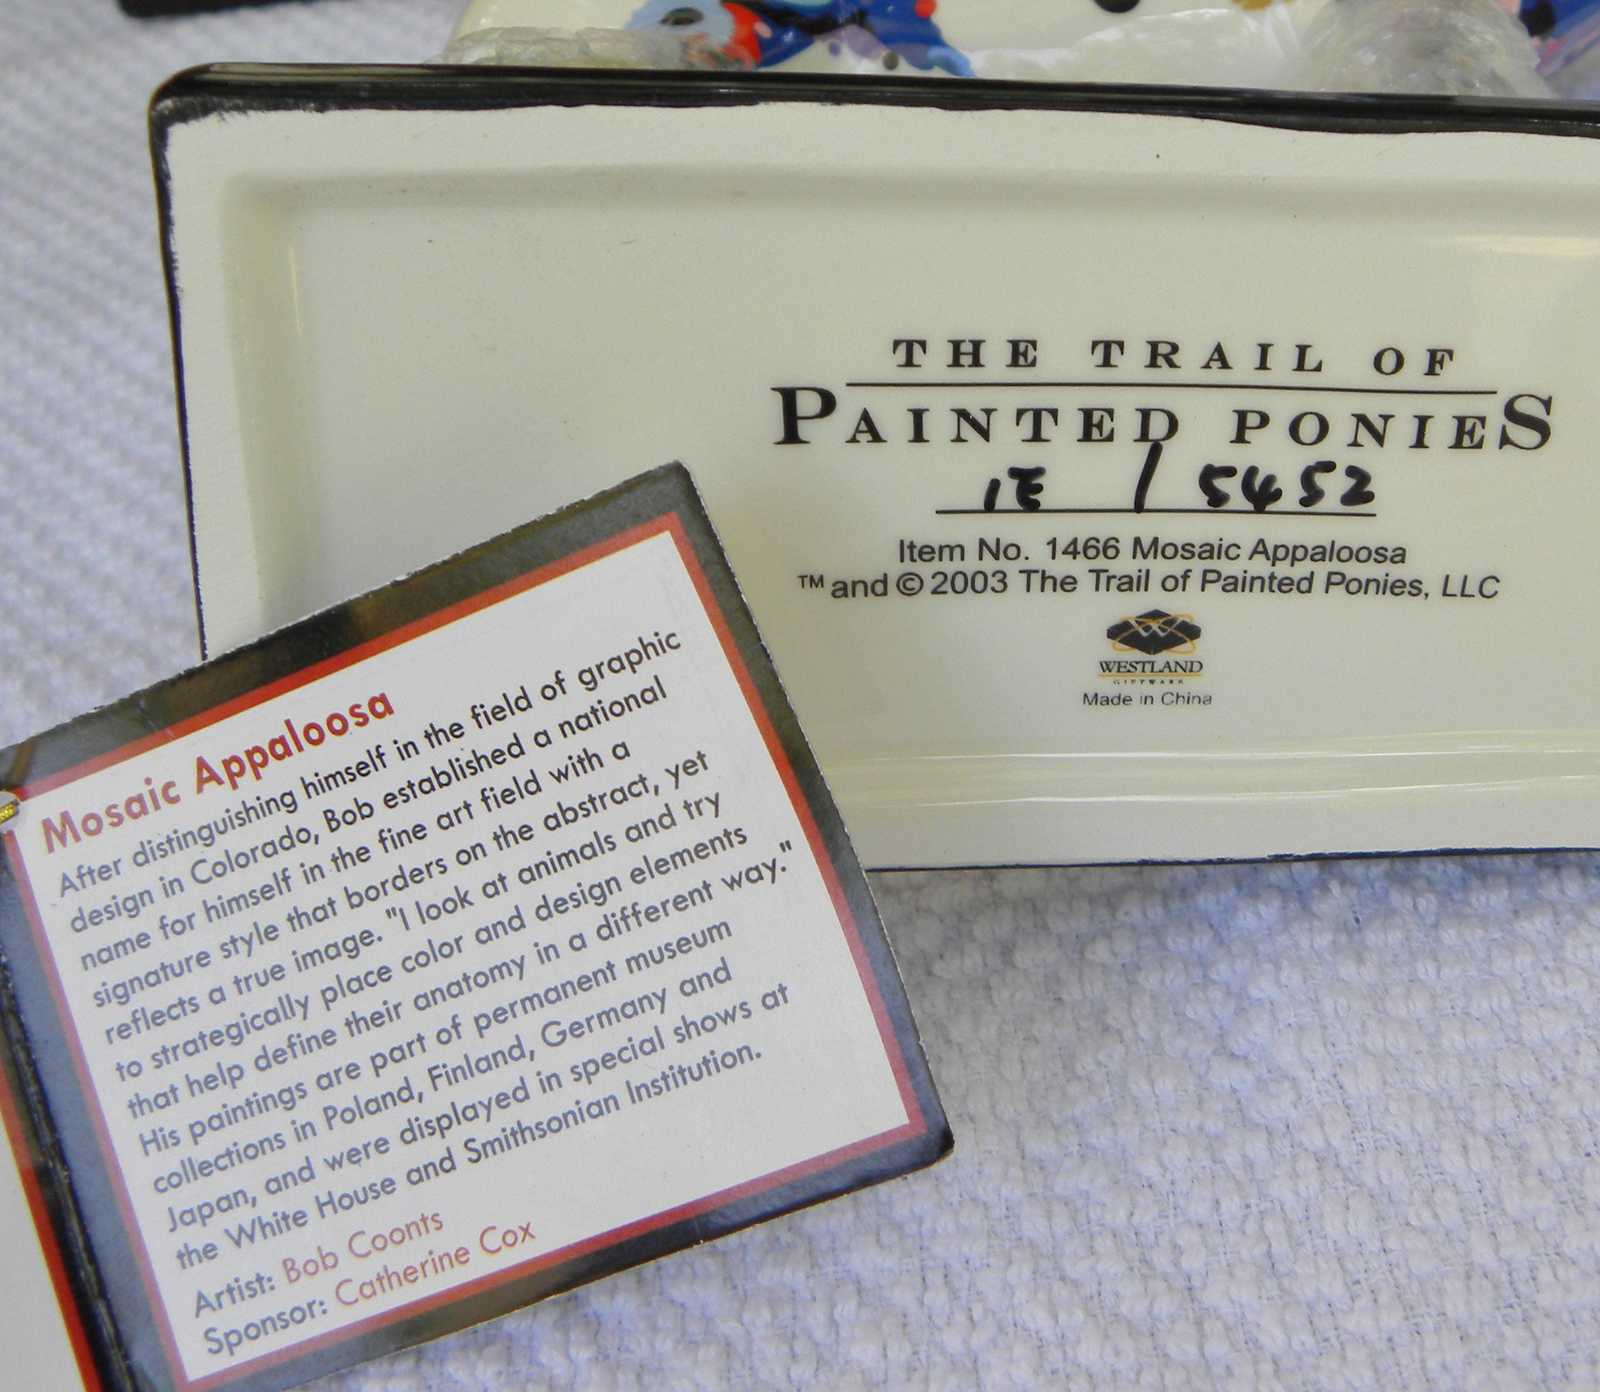 THE TRAIL OF
PAINTED PONIES
1E / 5452
Item No. 1466 Mosaic Appaloosa
™ and © 2003 The Trail of Painted Ponies, LLC
WESTLAND
GIFTWARE
Made in China
Mosaic Appaloosa
After distinguishing himself in the field of graphic
design in Colorado, Bob established a national
name for himself in the fine art field with a
signature style that borders on the abstract, yet
reflects a true image. "I look at animals and try
to strategically place color and design elements
that help define their anatomy in a different way."
His paintings are part of permanent museum
collections in Poland, Finland, Germany and
Japan, and were displayed in special shows at
the White House and Smithsonian Institution.
Artist: Bob Coonts
Sponsor: Catherine Cox